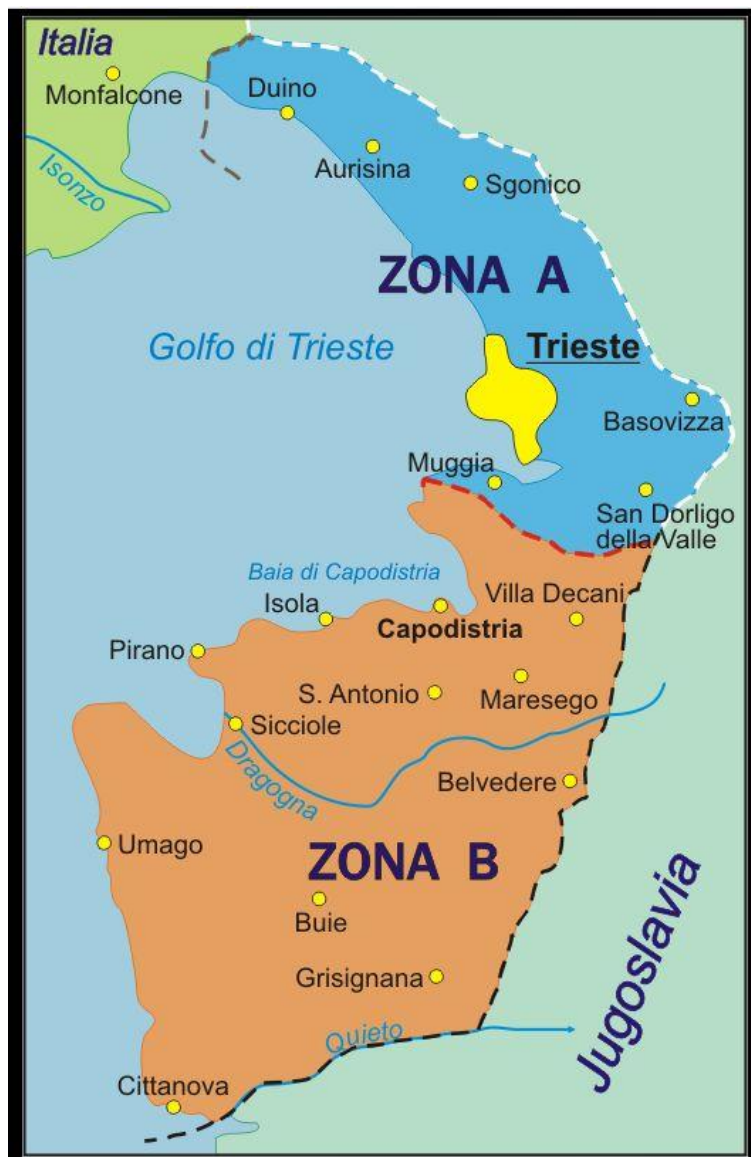 Italia
Monfalcone
Duino
Isonzo
Aurisina
Sgonico
ZONA A
Golfo di Trieste
Trieste
Basovizza
Muggia
San Dorligo
della Valle
Baia di Capodistria
Isola
Villa Decani
Capodistria
Pirano
S. Antonio
Maresego
Sicciole
Dragogna
Belvedere
Umago
ZONA B
Buie
Jugoslavia
Grisignana
Quieto
Cittanova